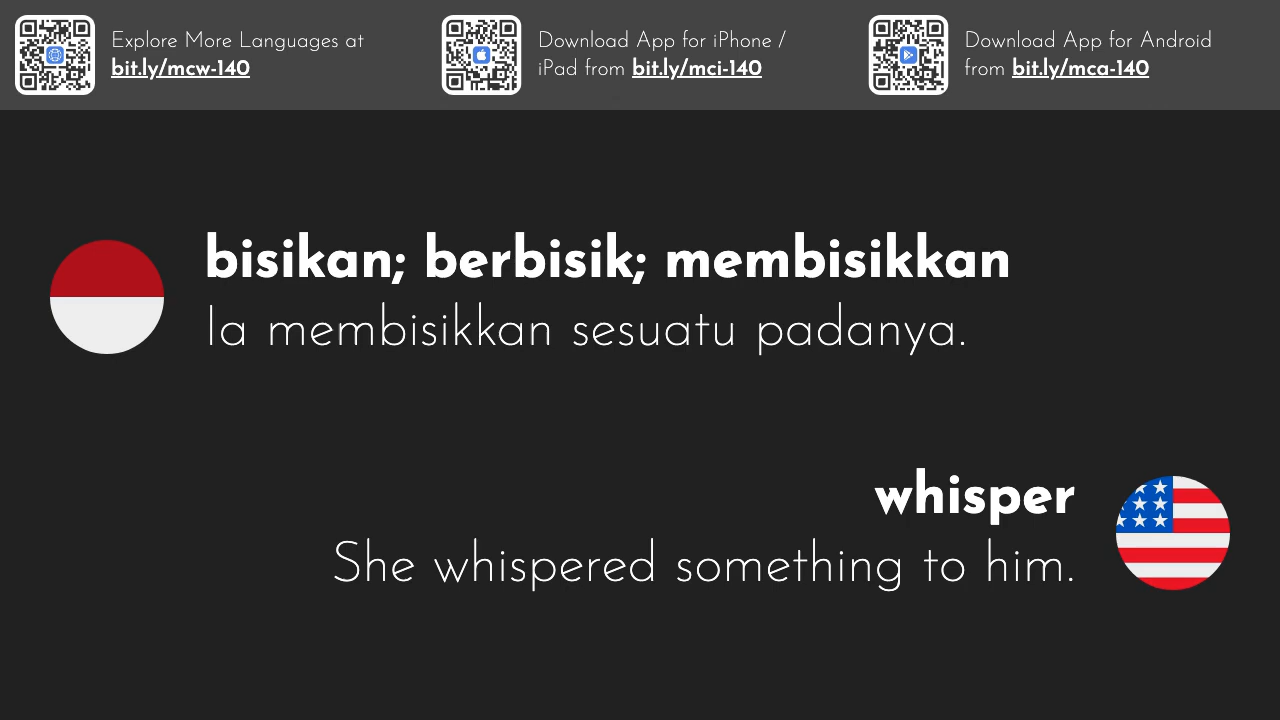 Explore More Languages at
bit.ly/mcw-140
Download App for iPhone /
iPad from bit.ly/mci-140
Download App for Android
from bit.ly/mca-140
bisikan; berbisik; membisikkan
Ia membisikkan sesuatu padanya.
whisper
She whispered something to him.